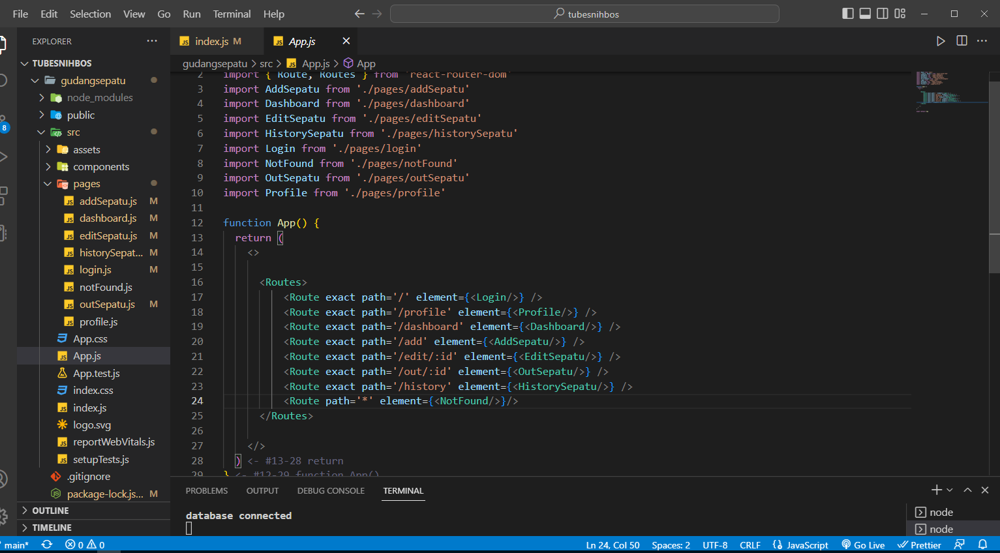 File Edit Selection View Go Run Terminal Help
tubesnihbos
EXPLORER
TUBESNIHBOS
gudangsepatu
node_modules
public
src
assets
components
pages
addSepatu.js M
dashboard.js M
editSepatu.js M
historySepat... M
login.js M
notFound.js
outSepatu.js M
profile.js
App.css
App.js
App.test.js
index.css
index.js
logo.svg
reportWebVitals.js
setupTests.js
.gitignore
package-lock.js... M
OUTLINE
TIMELINE
8
index.js M
App.js
gudangsepatu > src > App.js > App
2 import { Route, Routes } from 'react-router-dom'
3 import AddSepatu from './pages/addSepatu'
4 import Dashboard from './pages/dashboard'
5 import EditSepatu from './pages/editSepatu'
6 import HistorySepatu from './pages/historySepatu'
7 import Login from './pages/login'
8 import NotFound from './pages/notFound'
9 import OutSepatu from './pages/outSepatu'
10 import Profile from './pages/profile'
11
12 function App() {
13 return (
14 <>
15
16 <Routes>
17 <Route exact path='/' element={<Login/>} />
18 <Route exact path='/profile' element={<Profile/>} />
19 <Route exact path='/dashboard' element={<Dashboard/>} />
20 <Route exact path='/add' element={<AddSepatu/>} />
21 <Route exact path='/edit/:id' element={<EditSepatu/>} />
22 <Route exact path='/out/:id' element={<OutSepatu/>} />
23 <Route exact path='/history' element={<HistorySepatu/>} />
24 <Route path='*' element={<NotFound/>}/>
25 </Routes>
26
27 </>
28 ) <- #13-28 return
29 } <- #12-29 function App()
PROBLEMS OUTPUT DEBUG CONSOLE TERMINAL
database connected
node
node
main* 0 0 Ln 24, Col 50 Spaces: 2 UTF-8 CRLF JavaScript Go Live Prettier